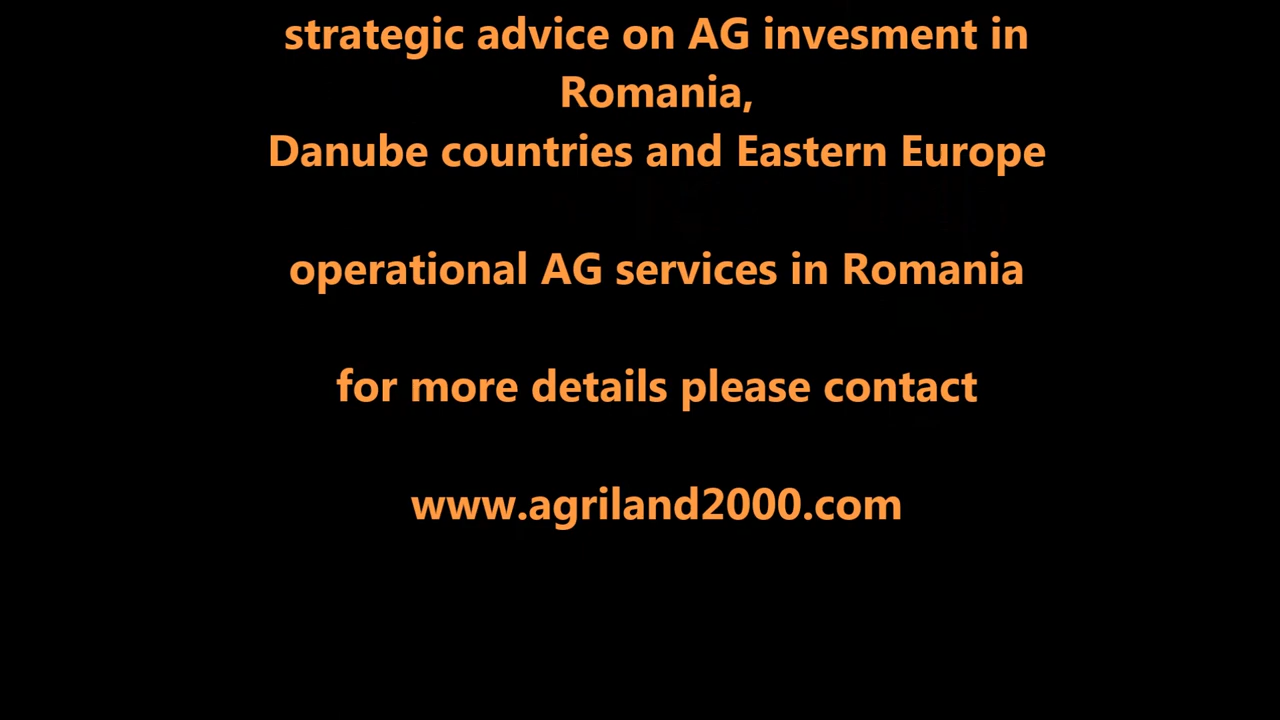 strategic advice on AG invesment in
Romania,
Danube countries and Eastern Europe
operational AG services in Romania
for more details please contact
www.agriland2000.com